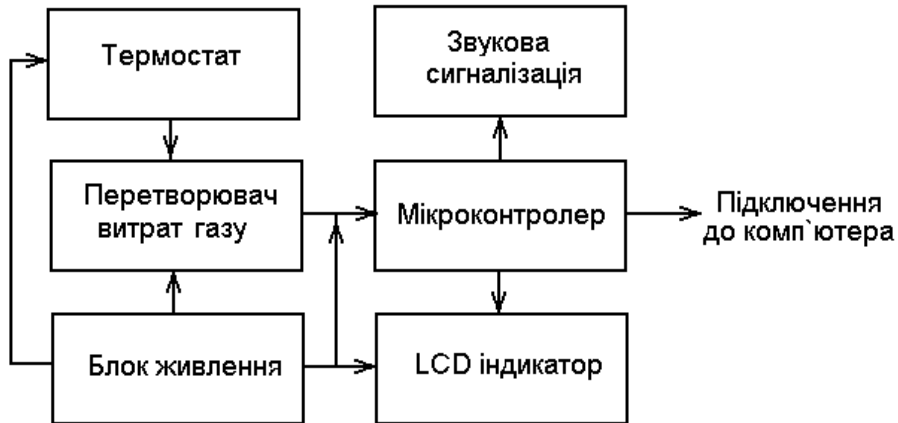 Термостат
Звукова
сигналізація
Перетворювач
витрат газу
Мікроконтролер
Підключення
до комп`ютера
Блок живлення
LCD індикатор